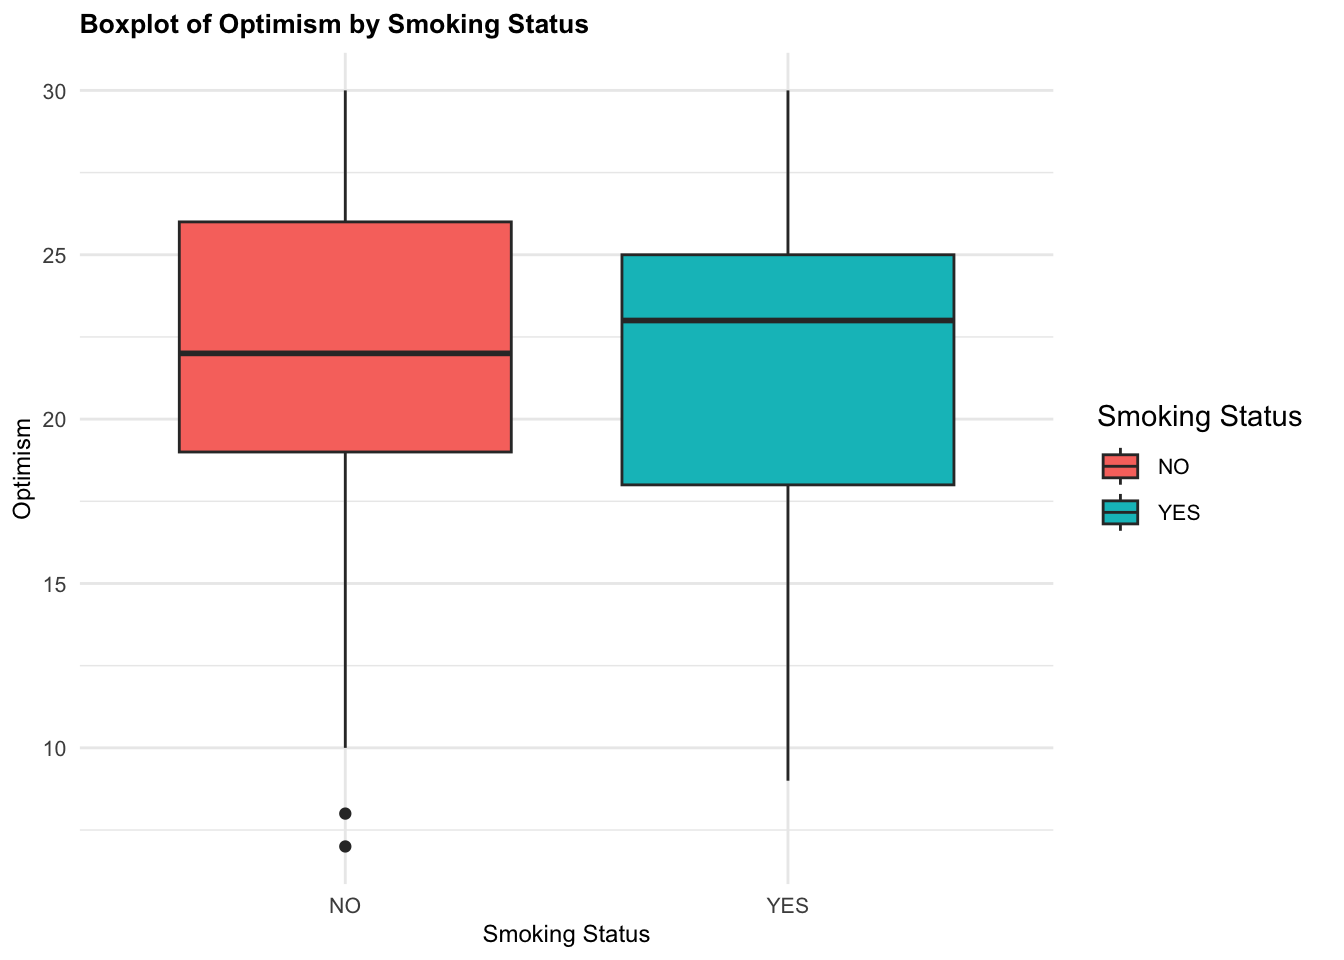 Boxplot of Optimism by Smoking Status
30
25
20
15
10
Optimism
NO
YES
Smoking Status
Smoking Status
NO
YES